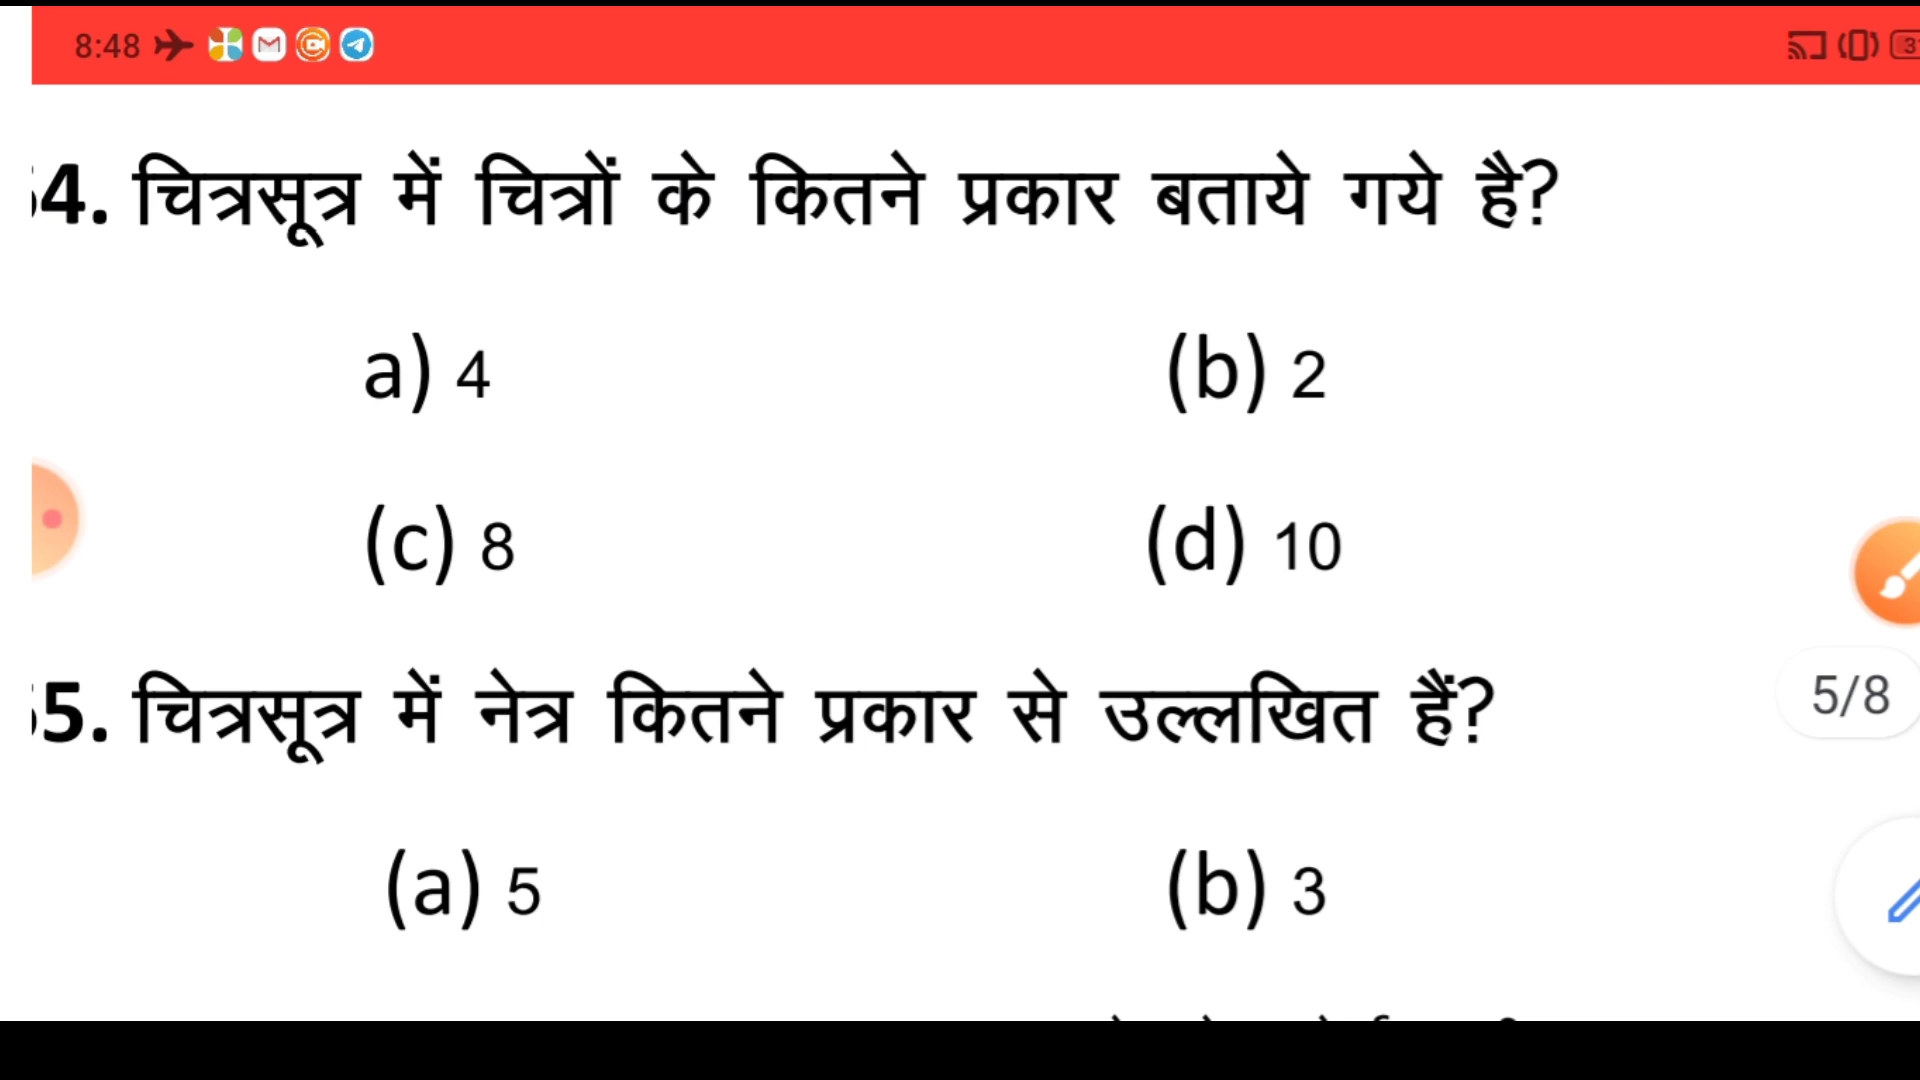 8:48
4. चित्रसूत्र में चित्रों के कितने प्रकार बताये गये है?
a) 4 (b) 2
(c) 8 (d) 10
5. चित्रसूत्र में नेत्र कितने प्रकार से उल्लखित हैं?
5/8
(a) 5 (b) 3